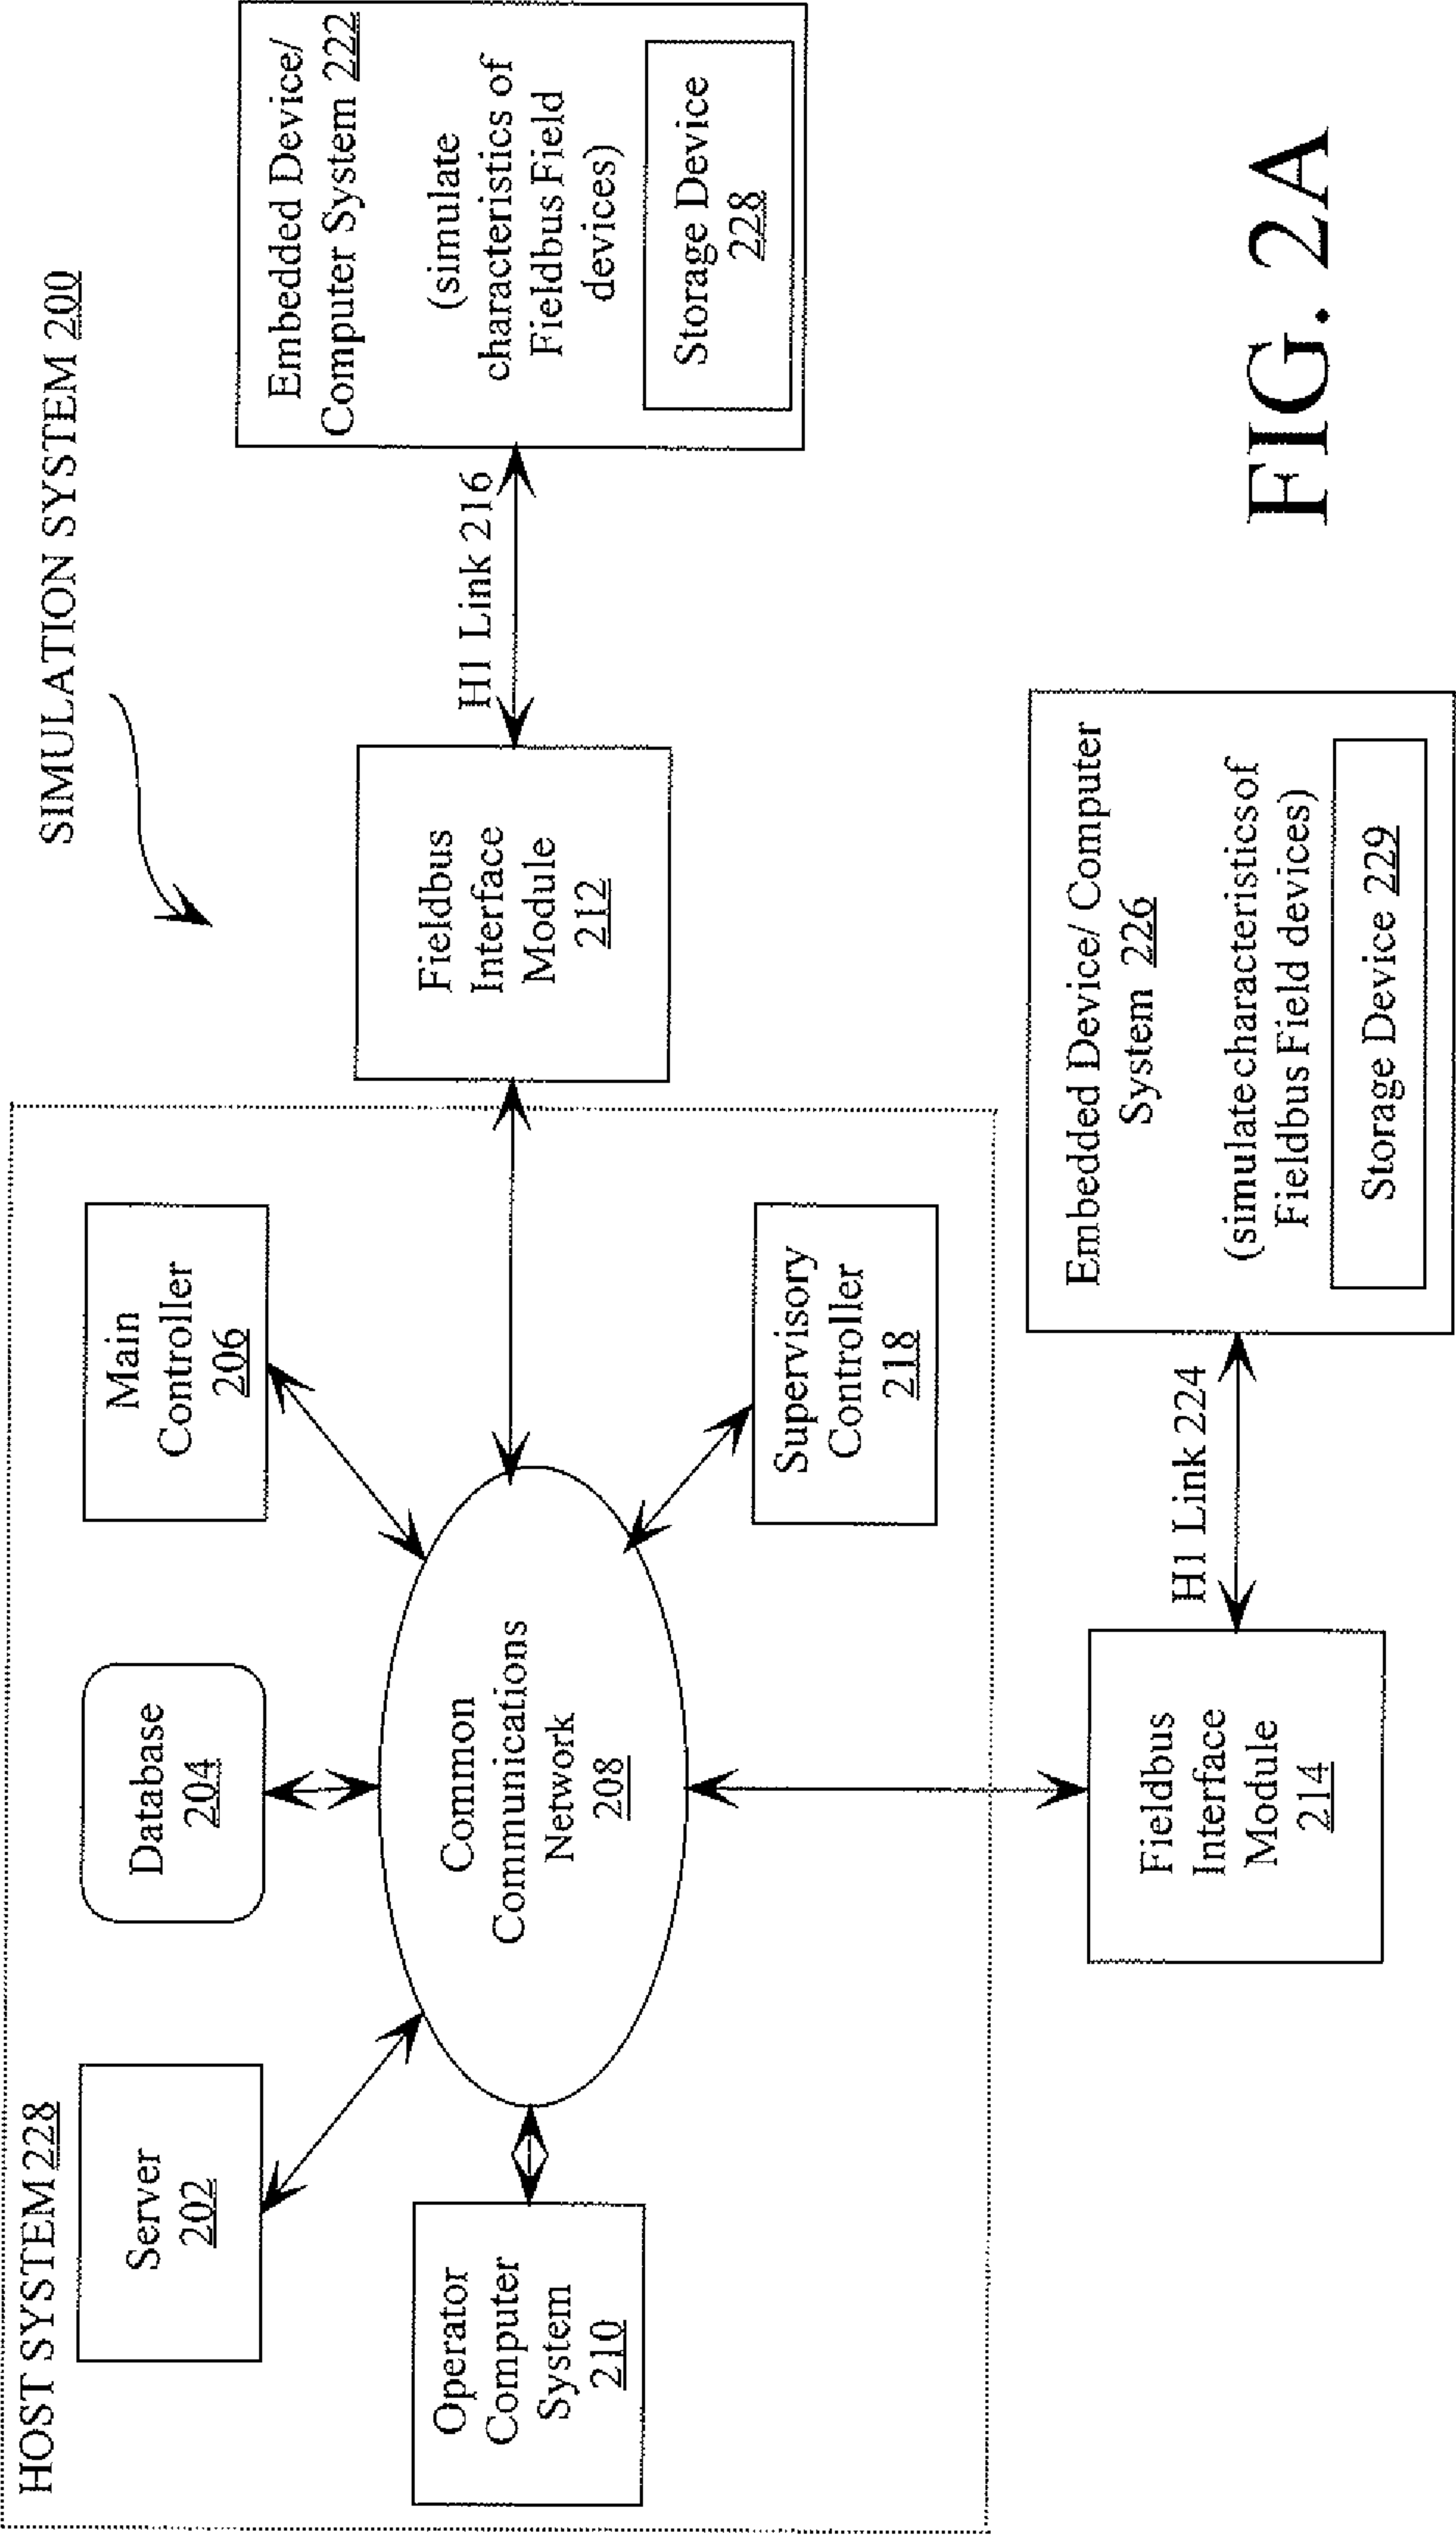 SIMULATION SYSTEM 200
HOST SYSTEM 228
Server
202
Database
204
Main
Controller
206
Operator
Computer
System
210
Common
Communications
Network
208
Supervisory
Controller
218
Fieldbus
Interface
Module
212
H1 Link 216
Embedded Device/
Computer System 222
(simulate
characteristics of
Fieldbus Field
devices)
Storage Device
228
Fieldbus
Interface
Module
214
H1 Link 224
Embedded Device/ Computer
System 226
(simulate characteristics of
Fieldbus Field devices)
Storage Device 229
FIG. 2A